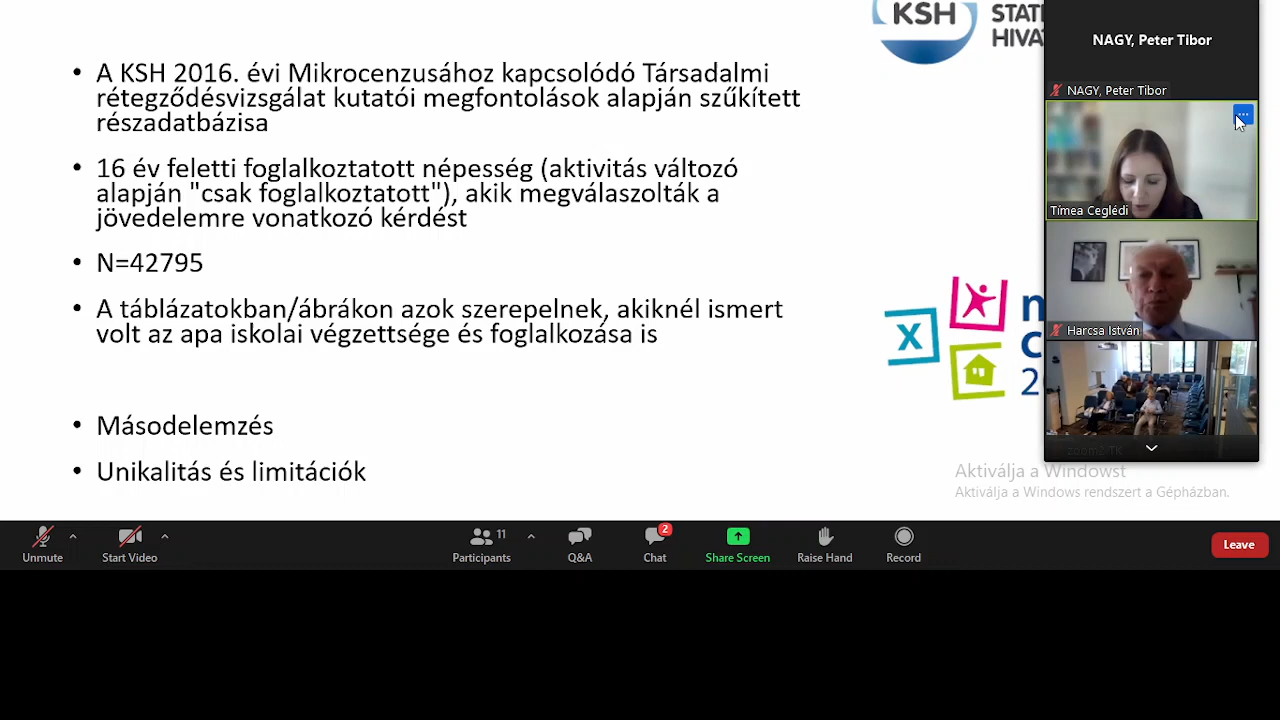 KSH
• A KSH 2016. évi Mikrocenzusához kapcsolódó Társadalmi
rétegződésvizsgálat kutatói megfontolások alapján szűkített
részadatbázisa
• 16 év feletti foglalkoztatott népesség (aktivitás változó
alapján "csak foglalkoztatott"), akik megválaszolták a
jövedelemre vonatkozó kérdést
• N=42795
• A táblázatokban/ábrákon azok szerepelnek, akiknél ismert
volt az apa iskolai végzettsége és foglalkozása is
• Másodelemzés
• Unikalitás és limitációk
NAGY, Peter Tibor
NAGY, Peter Tibor
Tímea Ceglédi
Harcsa István
Aktiválja a Windowst
Aktiválja a Windows rendszert a Gépházban.
Unmute
Start Video
11
Participants
Q&A
2
Chat
Share Screen
Raise Hand
Record
Leave